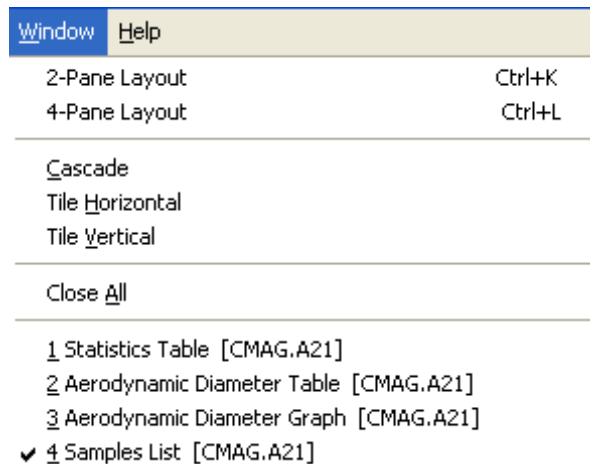 Window Help
2-Pane Layout Ctrl+K
4-Pane Layout Ctrl+L
Cascade
Tile Horizontal
Tile Vertical
Close All
1 Statistics Table [CMAG.A21]
2 Aerodynamic Diameter Table [CMAG.A21]
3 Aerodynamic Diameter Graph [CMAG.A21]
4 Samples List [CMAG.A21]